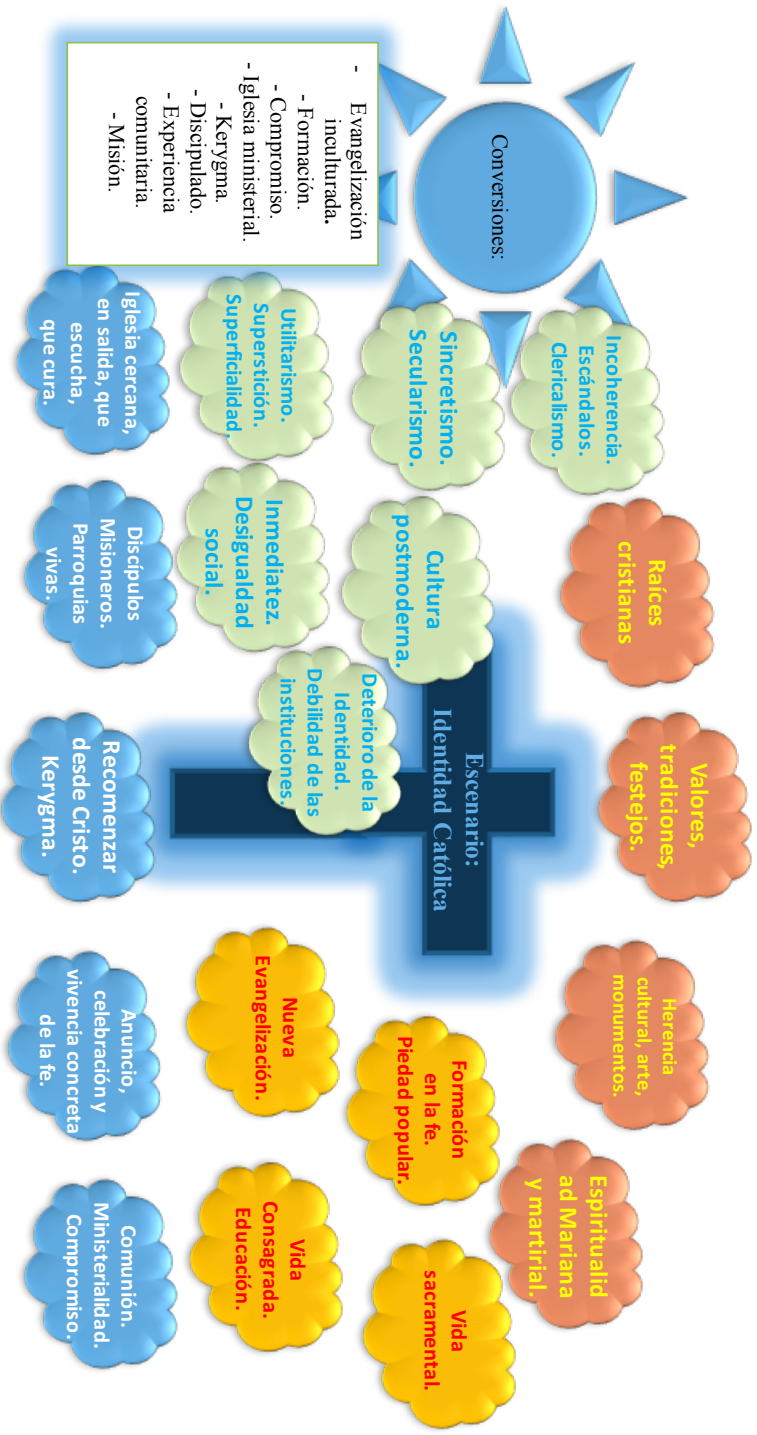 Conversiones:
- Evangelización
inculturada.
- Formación.
- Compromiso.
- Iglesia ministerial.
- Kerygma.
- Discipulado.
- Experiencia
comunitaria.
- Misión.
Incoherencia.
Escándalos.
Clericalismo.
Sincretismo.
Secularismo.
Utilitarismo.
Superstición.
Superficialidad.
Iglesia cercana,
en salida, que
escucha,
que cura.
Raíces
cristianas
Cultura
postmoderna.
Inmediatez.
Desigualdad
social.
Discípulos
Misioneros.
Parroquias
vivas.
Valores,
tradiciones,
festejos.
Escenario:
Identidad Católica
Deterioro de la
Identidad.
Debilidad de las
instituciones.
Recomenzar
desde Cristo.
Kerygma.
Herencia
cultural, arte,
monumentos.
Formación
en la fe.
Piedad popular.
Nueva
Evangelización.
Anuncio,
celebración y
vivencia concreta
de la fe.
Espiritualid
ad Mariana
y martirial.
Vida
sacramental.
Vida
Consagrada.
Educación.
Comunión.
Ministerialidad.
Compromiso.